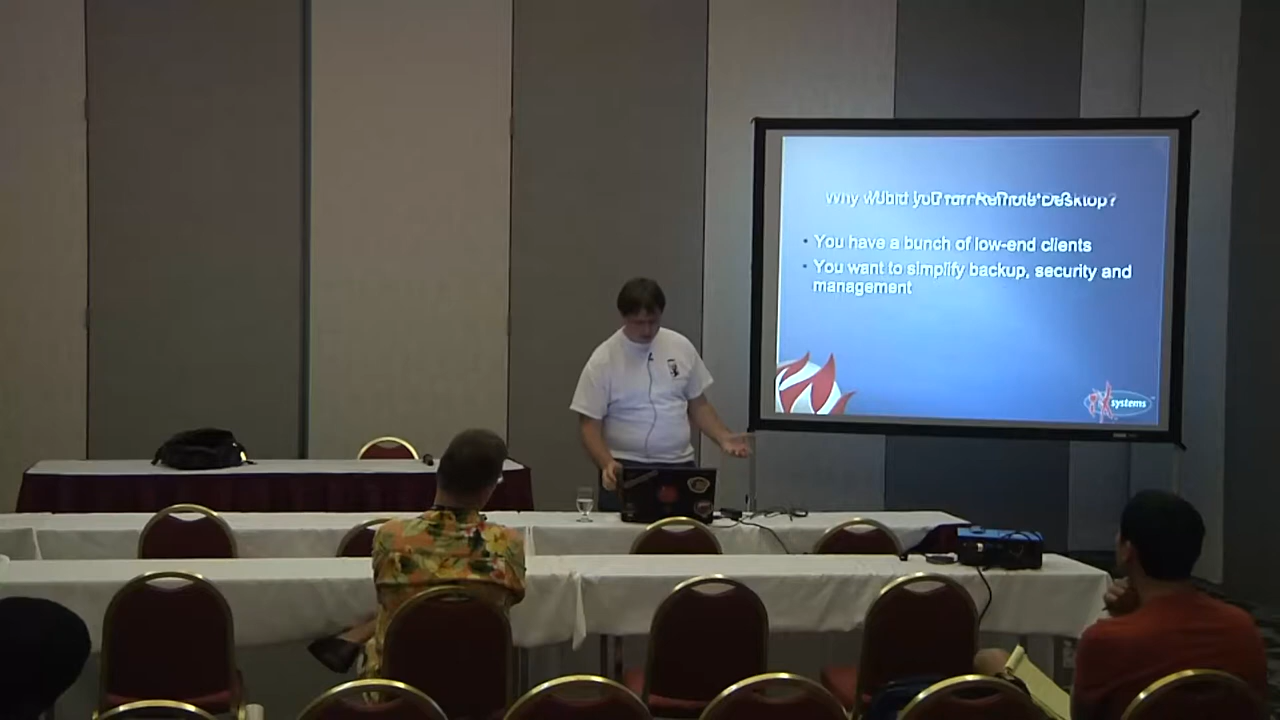 • You have a bunch of low-end clients
• You want to simplify backup, security and
management
systems